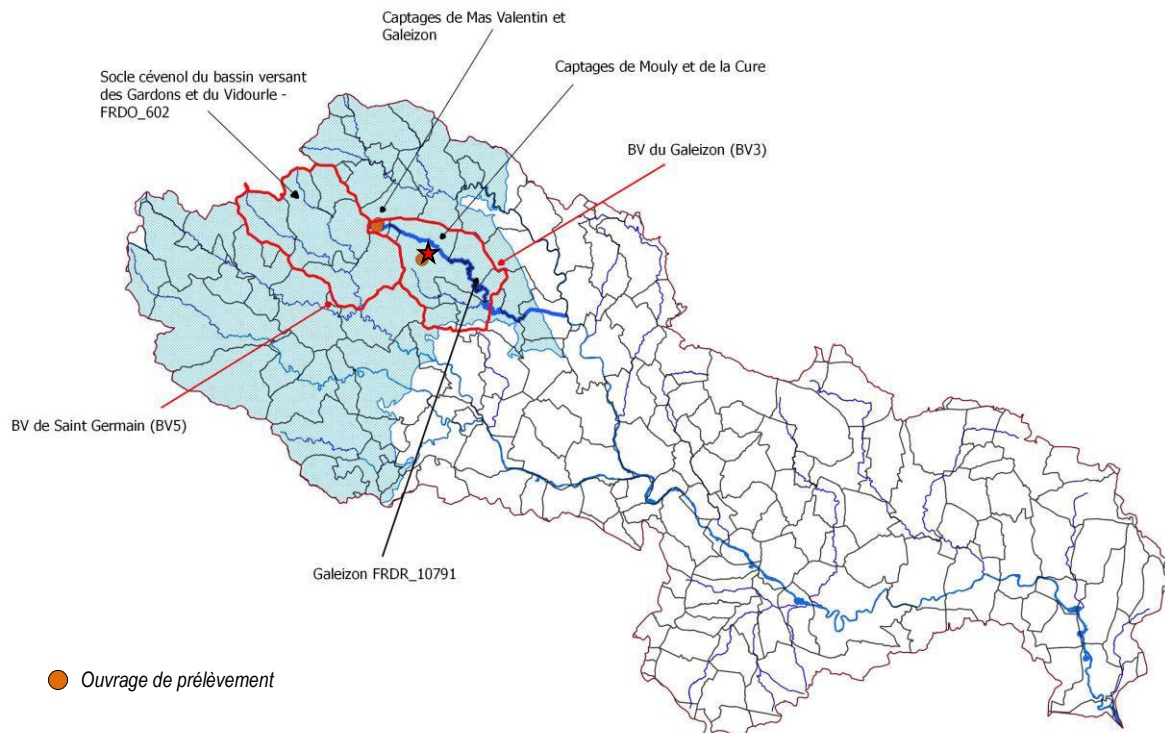 Captages de Mas Valentin et
Galeizon
Socle cévenol du bassin versant
des Gardons et du Vidourle -
FRDO_602
Captages de Mouly et de la Cure
BV du Galeizon (BV3)
BV de Saint Germain (BV5)
Galeizon FRDR_10791
Ouvrage de prélèvement